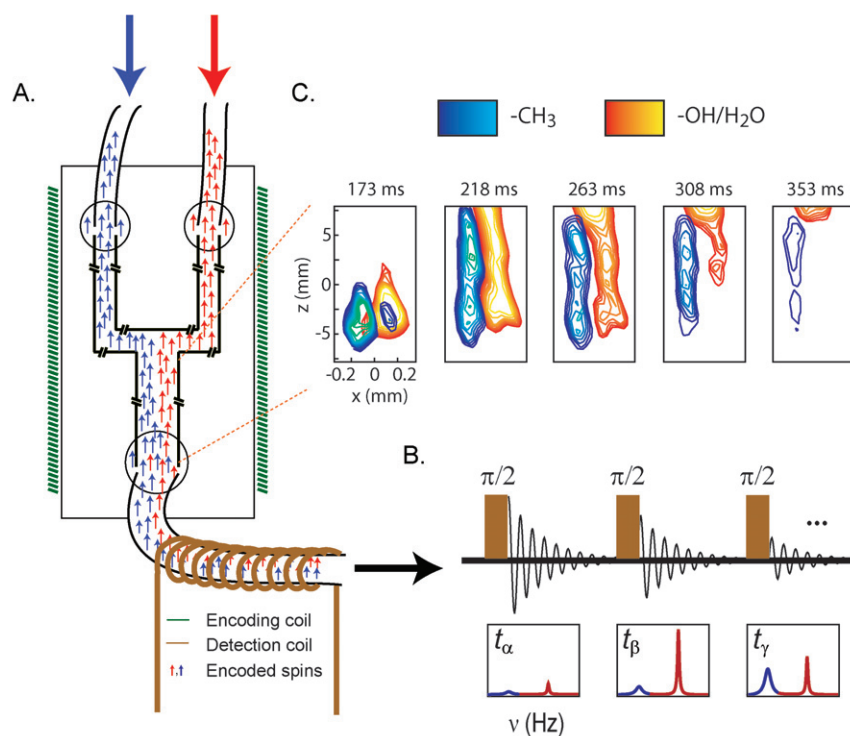 A.
C.
-CH₃
-OH/H₂O
173 ms
218 ms
263 ms
308 ms
353 ms
z (mm)
5
0
-5
-0.2 0 0.2
x (mm)
B.
π/2
π/2
π/2
...
tα
tβ
tγ
ν (Hz)
Encoding coil
Detection coil
Encoded spins